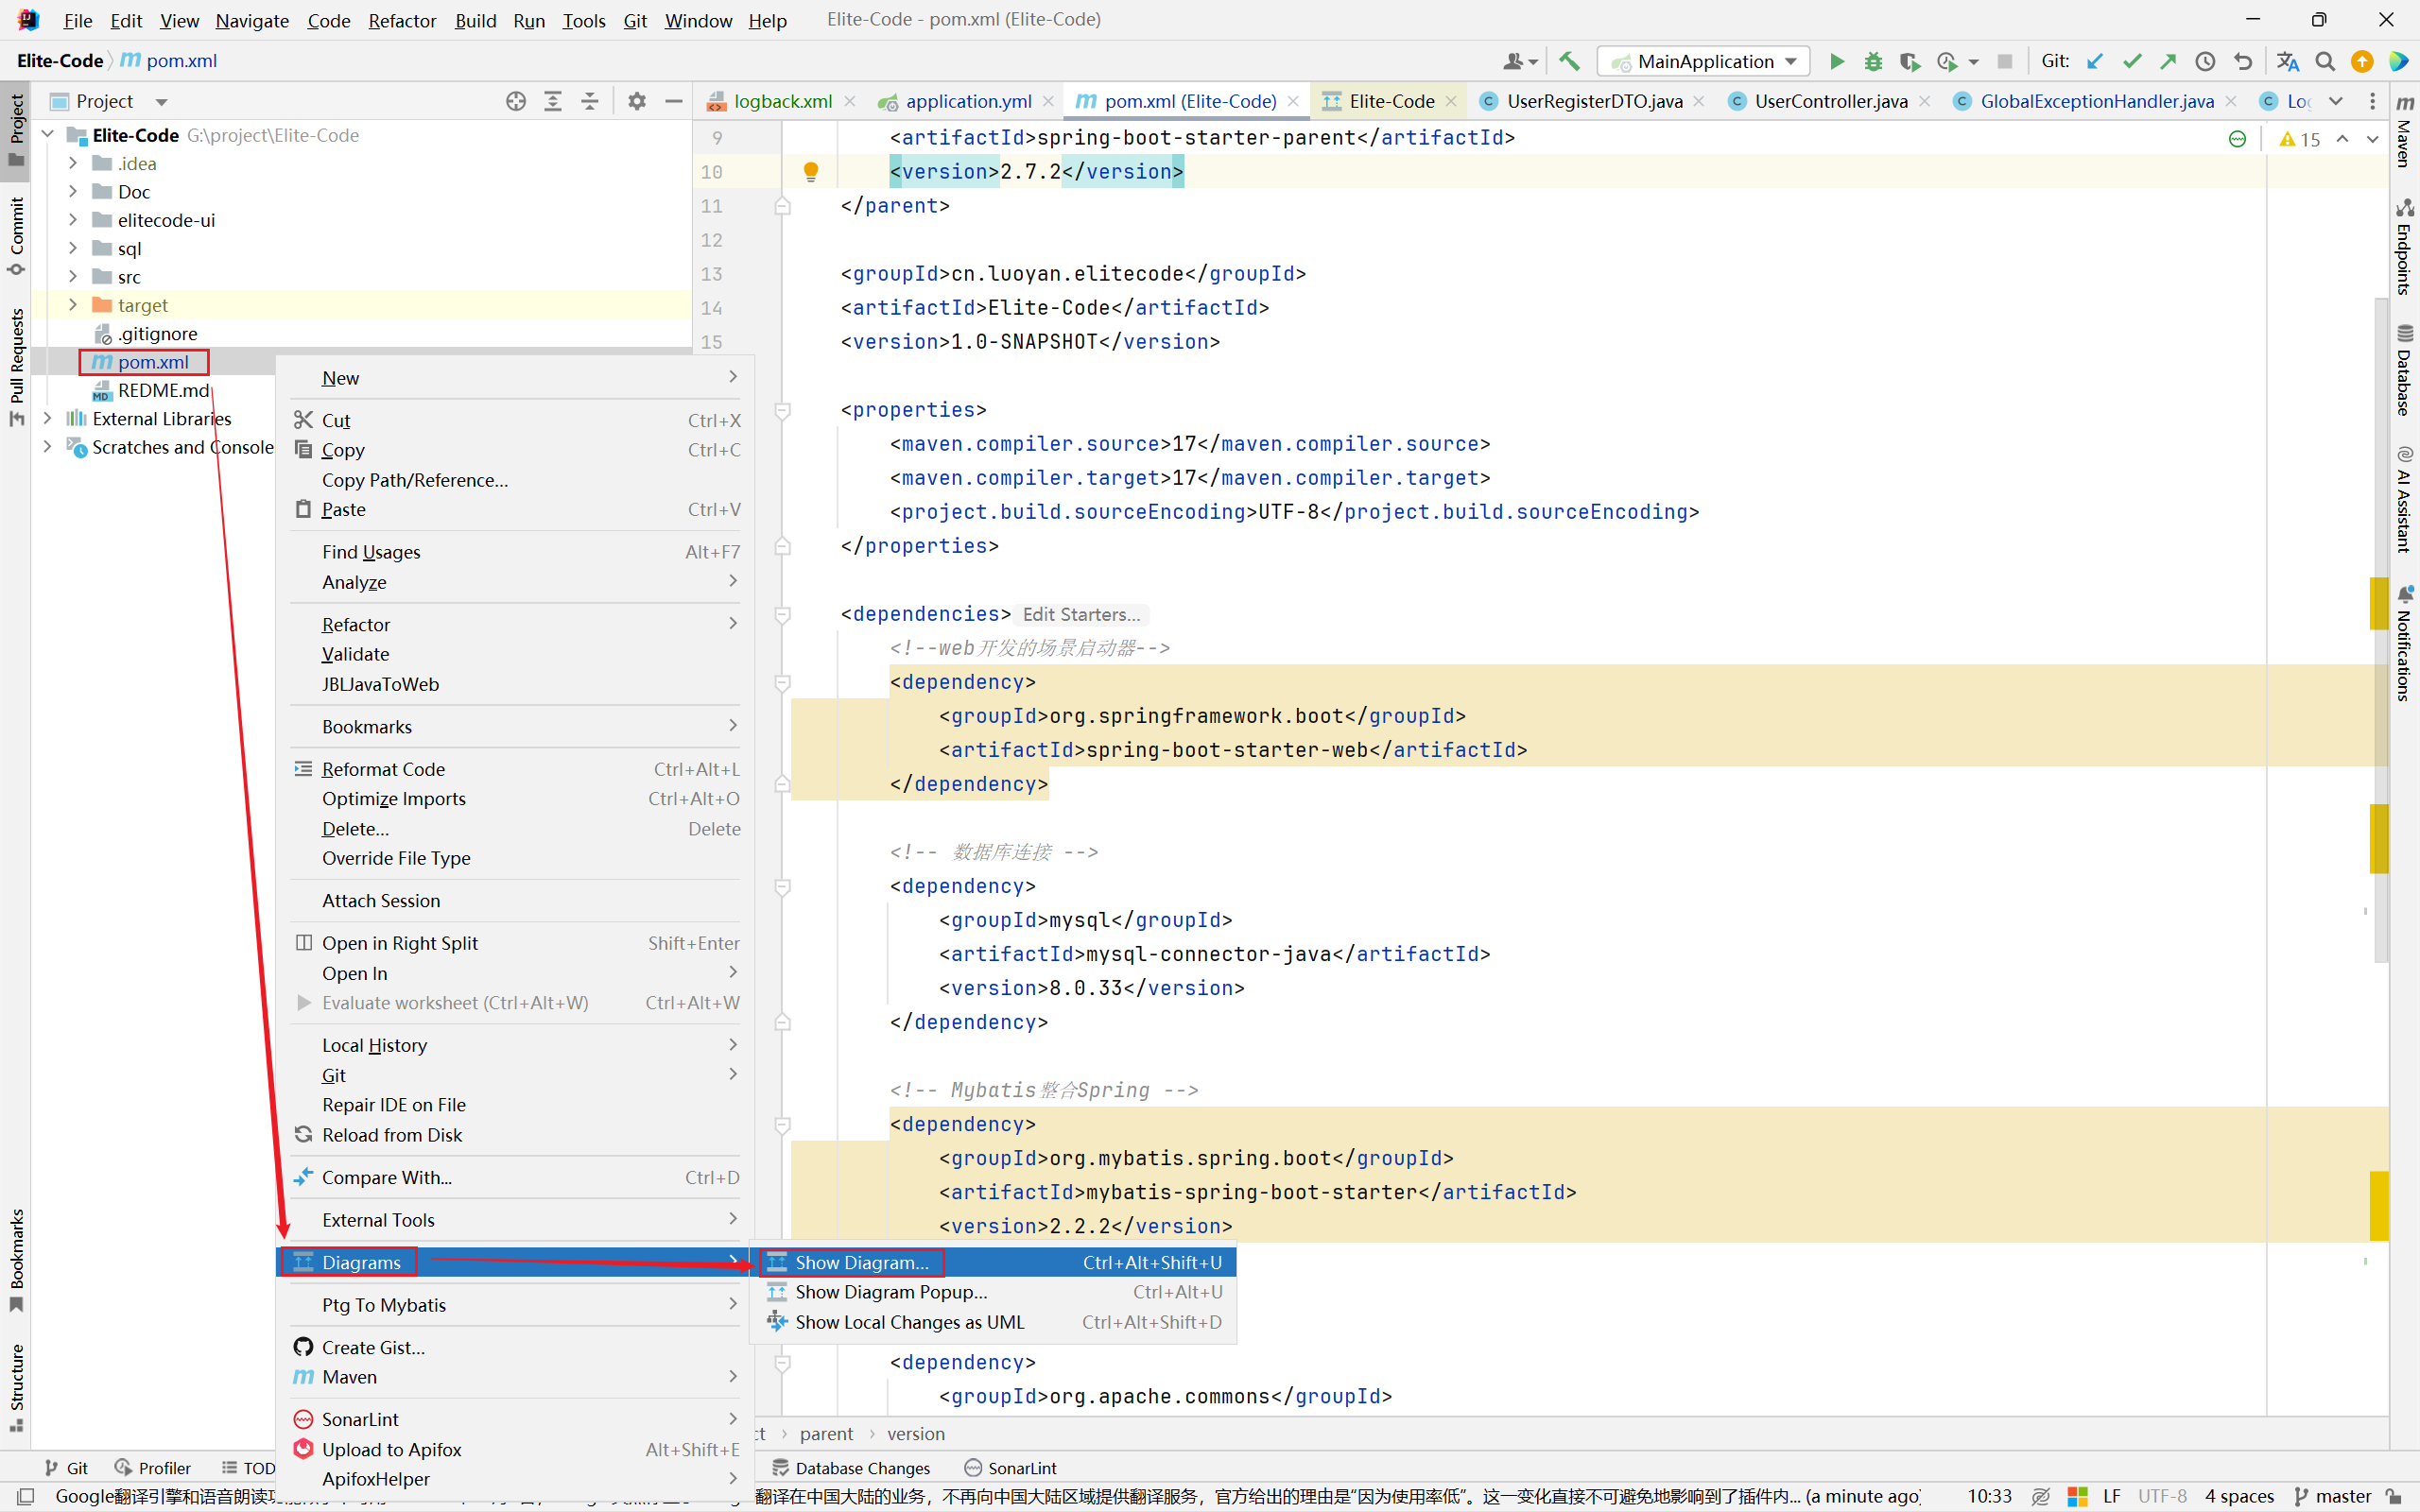 File Edit View Navigate Code Refactor Build Run Tools Git Window Help Elite-Code - pom.xml (Elite-Code)
Elite-Code pom.xml MainApplication Git:
Project
logback.xml application.yml pom.xml (Elite-Code) Elite-Code UserRegisterDTO.java UserController.java GlobalExceptionHandler.java
Project
Commit
Pull Requests
Bookmarks
Structure
Elite-Code G:\project\Elite-Code
.idea
Doc
elitecode-ui
sql
src
target
.gitignore
pom.xml
REDME.md
External Libraries
Scratches and Console
New
Cut Ctrl+X
Copy Ctrl+C
Copy Path/Reference...
Paste Ctrl+V
Find Usages Alt+F7
Analyze
Refactor
Validate
JBLJavaToWeb
Bookmarks
Reformat Code Ctrl+Alt+L
Optimize Imports Ctrl+Alt+O
Delete... Delete
Override File Type
Attach Session
Open in Right Split Shift+Enter
Open In
Evaluate worksheet (Ctrl+Alt+W) Ctrl+Alt+W
Local History
Git
Repair IDE on File
Reload from Disk
Compare With... Ctrl+D
External Tools
Diagrams
Ptg To Mybatis
Create Gist...
Maven
SonarLint
Upload to Apifox Alt+Shift+E
ApifoxHelper
Show Diagram... Ctrl+Alt+Shift+U
Show Diagram Popup... Ctrl+Alt+U
Show Local Changes as UML Ctrl+Alt+Shift+D
15
9 <artifactId>spring-boot-starter-parent</artifactId>
10 <version>2.7.2</version>
11 </parent>
12
13 <groupId>cn.luoyan.elitecode</groupId>
14 <artifactId>Elite-Code</artifactId>
15 <version>1.0-SNAPSHOT</version>
<properties>
<maven.compiler.source>17</maven.compiler.source>
<maven.compiler.target>17</maven.compiler.target>
<project.build.sourceEncoding>UTF-8</project.build.sourceEncoding>
</properties>
<dependencies> Edit Starters...
<!--web开发的场景启动器-->
<dependency>
<groupId>org.springframework.boot</groupId>
<artifactId>spring-boot-starter-web</artifactId>
</dependency>
<!-- 数据库连接 -->
<dependency>
<groupId>mysql</groupId>
<artifactId>mysql-connector-java</artifactId>
<version>8.0.33</version>
</dependency>
<!-- Mybatis整合Spring -->
<dependency>
<groupId>org.mybatis.spring.boot</groupId>
<artifactId>mybatis-spring-boot-starter</artifactId>
<version>2.2.2</version>
<dependency>
<groupId>org.apache.commons</groupId>
parent › version
Maven
Endpoints
Database
AI Assistant
Notifications
Git Profiler Database Changes SonarLint
Google翻译引擎和语音朗读 翻译在中国大陆的业务，不再向中国大陆区域提供翻译服务，官方给出的理由是“因为使用率低”。这一变化直接不可避免地影响到了插件内... (a minute ago) 10:33 LF UTF-8 4 spaces master